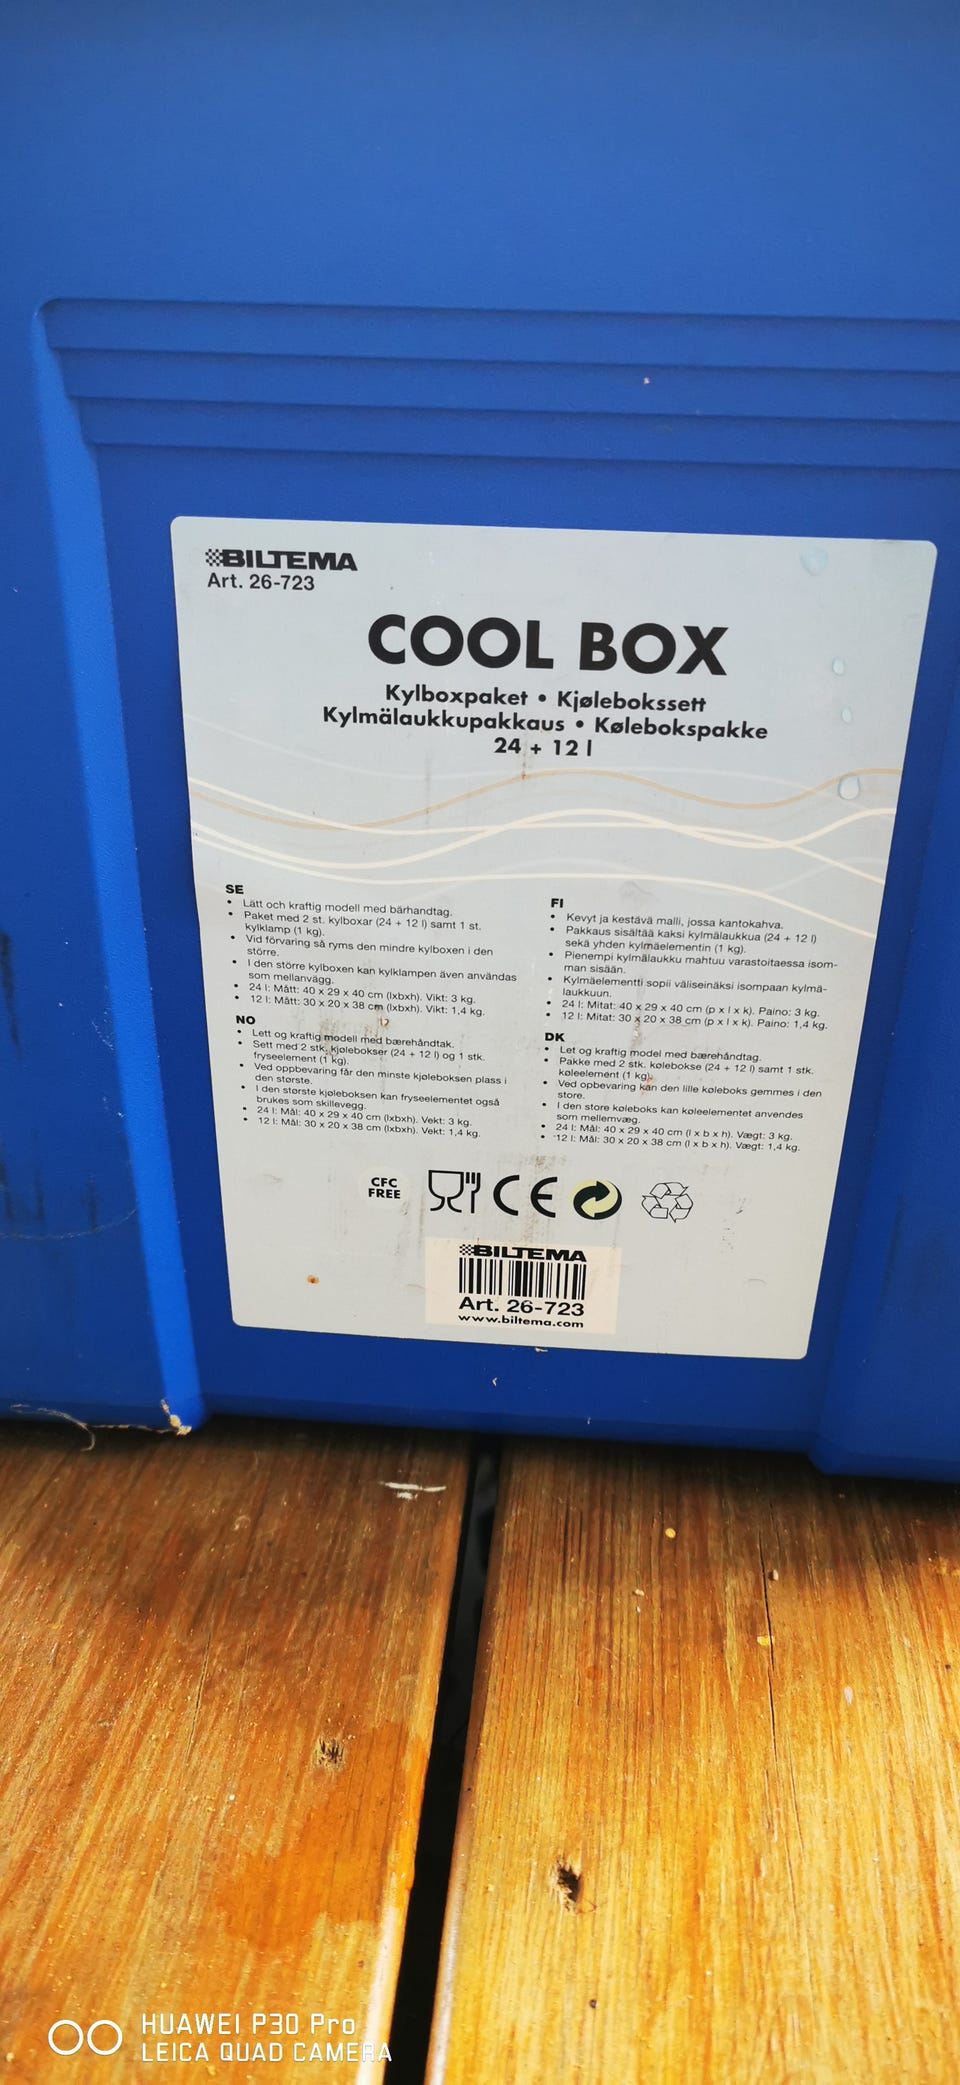 BILTEMA
Art. 26-723
COOL BOX
Kylboxpaket • Kjølebokssett
Kylmälaukkupakkaus • Kølebokspakke
24 + 12 l
SE
• Lätt och kraftig modell med bärhandtag.
• Paket med 2 st. kylboxar (24 + 12 l) samt 1 st.
kylklamp (1 kg).
• Vid förvaring så ryms den mindre kylboxen i den
större.
• I den större kylboxen kan kylklampen även användas
som mellanvägg.
• 24 l: Mått: 40 x 29 x 40 cm (lxbxh). Vikt: 3 kg.
• 12 l: Mått: 30 x 20 x 38 cm (lxbxh). Vikt: 1,4 kg.
NO
• Lett og kraftig modell med bærehåndtak.
• Sett med 2 stk. kjølebokser (24 + 12 l) og 1 stk.
fryseelement (1 kg).
• Ved oppbevaring får den minste kjøleboksen plass i
den største.
• I den største kjøleboksen kan fryseelementet også
brukes som skillevegg.
• 24 l: Mål: 40 x 29 x 40 cm (lxbxh). Vekt: 3 kg.
• 12 l: Mål: 30 x 20 x 38 cm (lxbxh). Vekt: 1,4 kg.
FI
• Kevyt ja kestävä malli, jossa kantokahva.
• Pakkaus sisältää kaksi kylmälaukkua (24 + 12 l)
sekä yhden kylmäelementin (1 kg).
• Pienempi kylmälaukku mahtuu varastoitaessa isom-
man sisään.
• Kylmäelementti sopii väliseinäksi isompaan kylmä-
laukkuun.
• 24 l: Mitat: 40 x 29 x 40 cm (p x l x k). Paino: 3 kg.
• 12 l: Mitat: 30 x 20 x 38 cm (p x l x k). Paino: 1,4 kg.
DK
• Let og kraftig model med bærehåndtag.
• Pakke med 2 stk. kølebokse (24 + 12 l) samt 1 stk.
køleelement (1 kg).
• Ved opbevaring kan den lille køleboks gemmes i den
store.
• I den store køleboks kan køleelementet anvendes
som mellemvæg.
• 24 l: Mål: 40 x 29 x 40 cm (l x b x h). Vægt: 3 kg.
• 12 l: Mål: 30 x 20 x 38 cm (l x b x h). Vægt: 1,4 kg.
CFC
FREE
CE
BILTEMA
Art. 26-723
www.biltema.com
HUAWEI P30 Pro
LEICA QUAD CAMERA